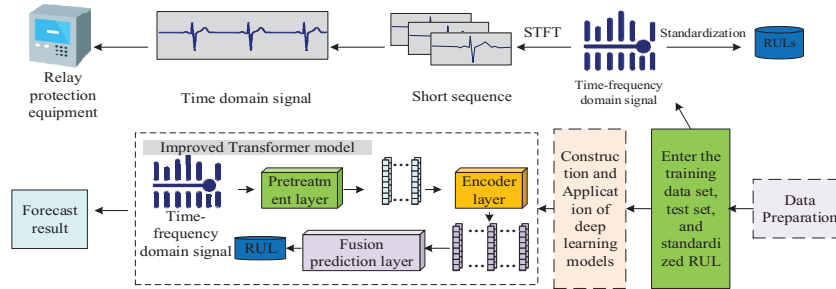 STFT
Standardization
RULs
Relay
protection
equipment
Time domain signal
Short sequence
Time-frequency
domain signal
Improved Transformer model
Pretreatm
ent layer
Encoder
layer
Time-
frequency
domain signal
RUL
Fusion
prediction layer
Forecast
result
Construc
tion and
Applicat
ion of
deep
learning
models
Enter the
training
data set,
test set,
and
standardi
zed RUL
Data
Preparation